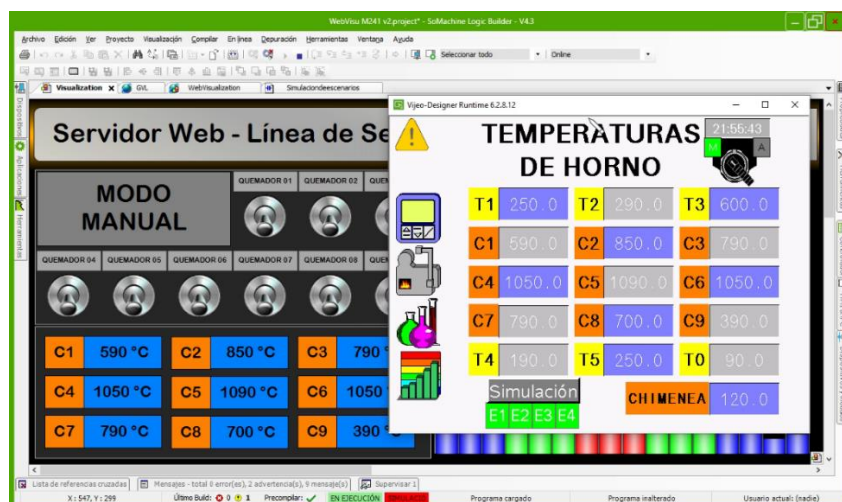 WebVisu M241 v2.project* - SoMachine Logic Builder - V4.3
Archivo Edición Ver Proyecto Visualización Compilar En línea Depuración Herramientas Ventana Ayuda
Seleccionar todo Online
Visualization X GVL WebVisualization Simulaciondeescenarios
Dispositivos
Aplicaciones
Herramientas
Servidor Web - Línea de Se
MODO
MANUAL
QUEMADOR 01 QUEMADOR 02 QUE
QUEMADOR 04 QUEMADOR 05 QUEMADOR 06 QUEMADOR 07 QUEMADOR 08 QUE
C1 590 °C C2 850 °C C3 790 °
C4 1050 °C C5 1090 °C C6 1050
C7 790 °C C8 700 °C C9 390 °
Vijeo-Designer Runtime 6.2.8.12
TEMPERATURAS
DE HORNO
21:55:43
M A
T1 250.0 T2 290.0 T3 600.0
C1 590.0 C2 850.0 C3 790.0
C4 1050.0 C5 1090.0 C6 1050.0
C7 790.0 C8 700.0 C9 390.0
T4 190.0 T5 250.0 T0 90.0
Simulación
E1 E2 E3 E4
CHIMENEA 120.0
Lista de referencias cruzadas Mensajes - total 0 error(es), 2 advertencia(s), 9 mensaje(s) Supervisar 1
X: 547, Y: 299 Último Build: 0 1 Precompilar: EN EJECUCIÓN Programa cargado Programa inalterado Usuario actual: (nadie)